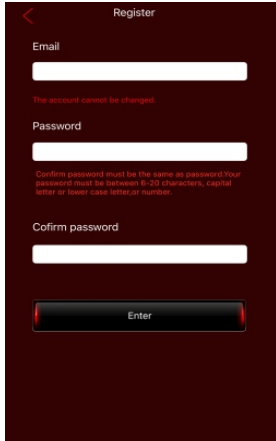 Register
Email
The account cannot be changed.
Password
Confirm password must be the same as password.Your
password must be between 6-20 characters, capital
letter or lower case letter,or number.
Cofirm password
Enter